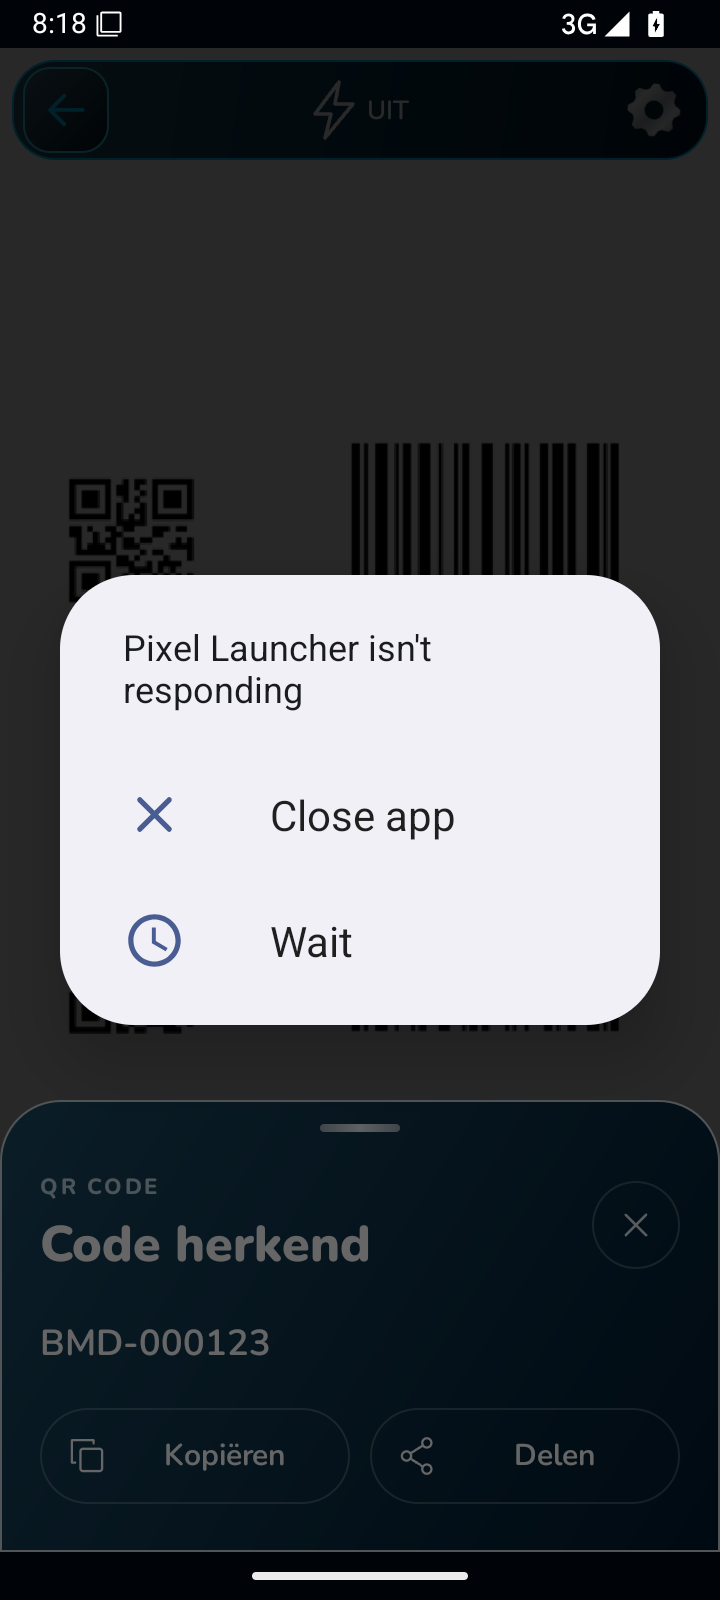 8:18
3G
UIT
Pixel Launcher isn't
responding
Close app
Wait
QR CODE
Code herkend
BMD-000123
Kopiëren
Delen